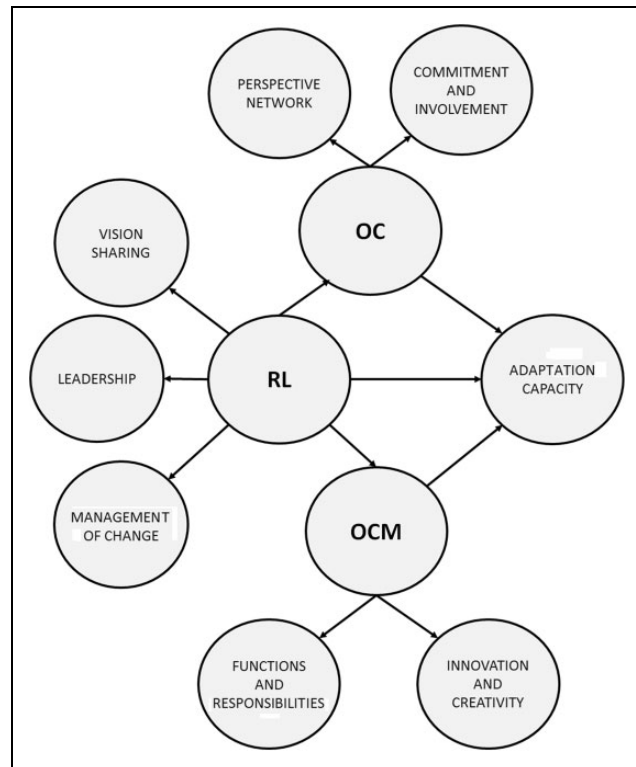 PERSPECTIVE
NETWORK
COMMITMENT
AND
INVOLVEMENT
OC
VISION
SHARING
LEADERSHIP
RL
ADAPTATION
CAPACITY
MANAGEMENT
OF CHANGE
OCM
FUNCTIONS
AND
RESPONSIBILITIES
INNOVATION
AND
CREATIVITY